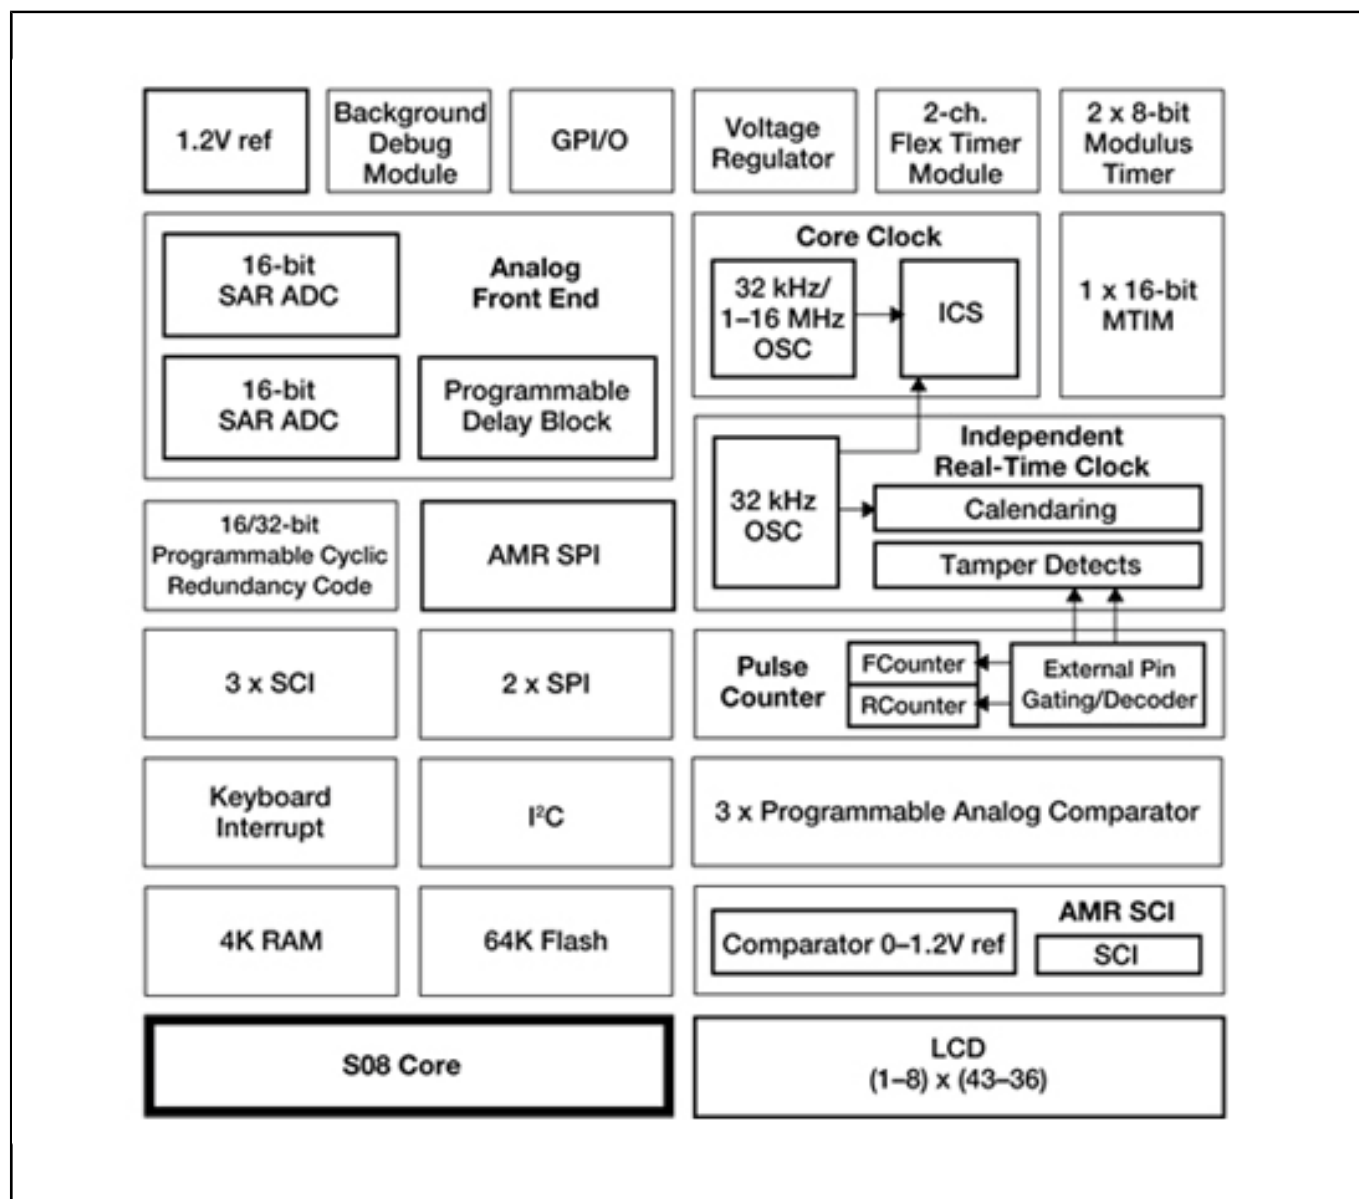 1.2V ref
Background
Debug
Module
GPI/O
Voltage
Regulator
2-ch.
Flex Timer
Module
2 x 8-bit
Modulus
Timer
16-bit
SAR ADC
Analog
Front End
16-bit
SAR ADC
Programmable
Delay Block
Core Clock
32 kHz/
1–16 MHz
OSC
ICS
1 x 16-bit
MTIM
Independent
Real-Time Clock
32 kHz
OSC
Calendaring
Tamper Detects
16/32-bit
Programmable Cyclic
Redundancy Code
AMR SPI
3 x SCI
2 x SPI
Pulse
Counter
FCounter
RCounter
External Pin
Gating/Decoder
Keyboard
Interrupt
I²C
3 x Programmable Analog Comparator
4K RAM
64K Flash
Comparator 0–1.2V ref
AMR SCI
SCI
S08 Core
LCD
(1–8) x (43–36)